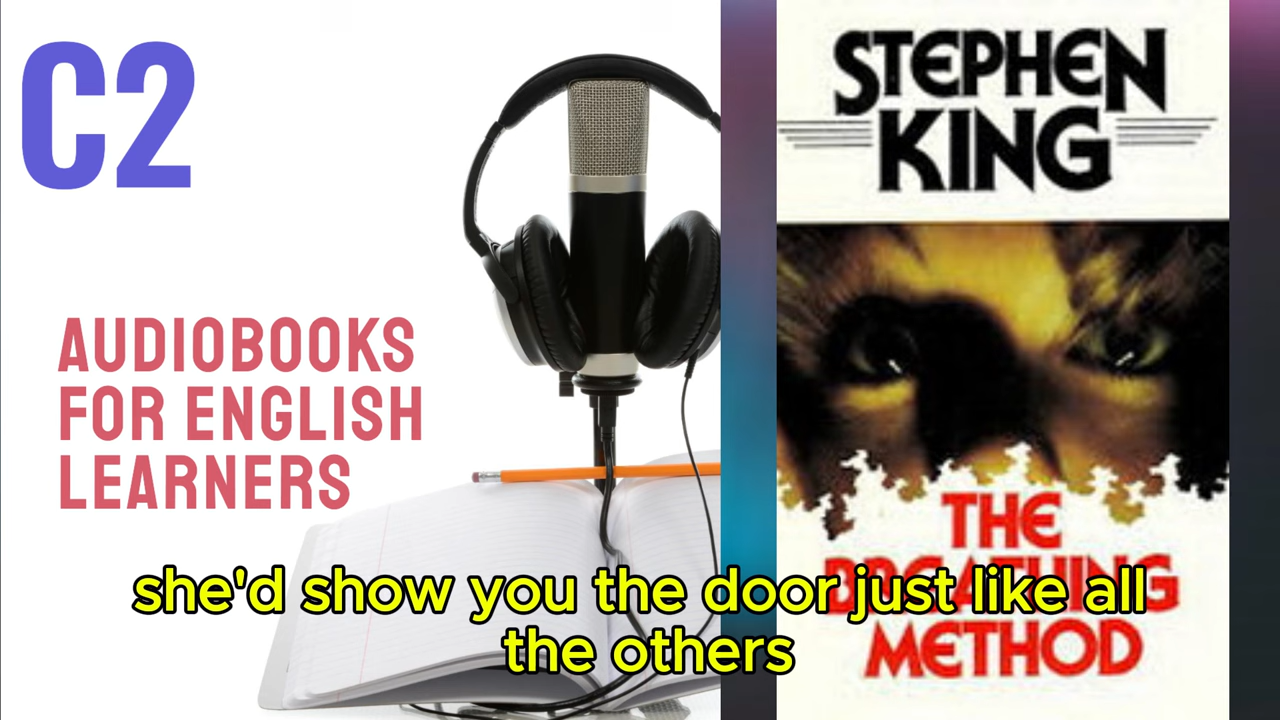 C2
AUDIOBOOKS
FOR ENGLISH
LEARNERS
STEPHEN
KING
THE
BREATHING
METHOD
she'd show you the door just like all
the others